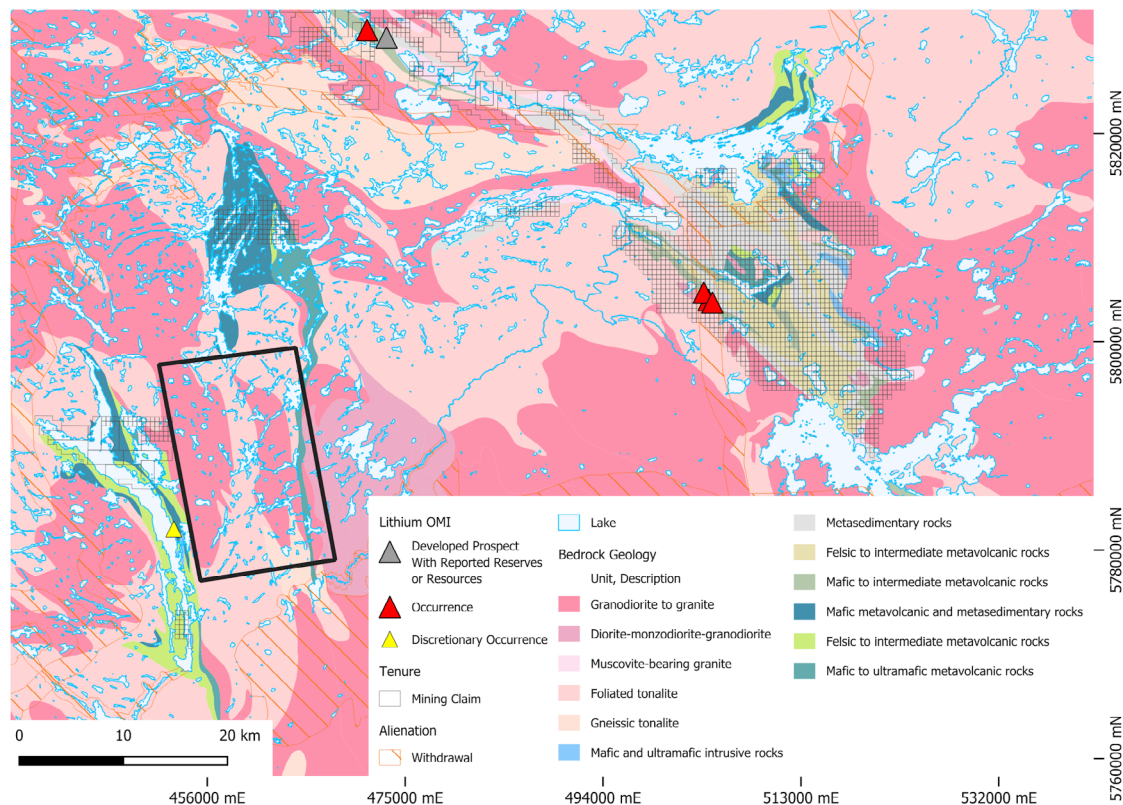 5820000 mN
5800000 mN
5780000 mN
5760000 mN
Lithium OMI
Developed Prospect
With Reported Reserves
or Resources
Occurrence
Discretionary Occurrence
Tenure
Mining Claim
Alienation
Withdrawal
Lake
Bedrock Geology
Unit, Description
Granodiorite to granite
Diorite-monzodiorite-granodiorite
Muscovite-bearing granite
Foliated tonalite
Gneissic tonalite
Mafic and ultramafic intrusive rocks
Metasedimentary rocks
Felsic to intermediate metavolcanic rocks
Mafic to intermediate metavolcanic rocks
Mafic metavolcanic and metasedimentary rocks
Felsic to intermediate metavolcanic rocks
Mafic to ultramafic metavolcanic rocks
0 10 20 km
456000 mE 475000 mE 494000 mE 513000 mE 532000 mE